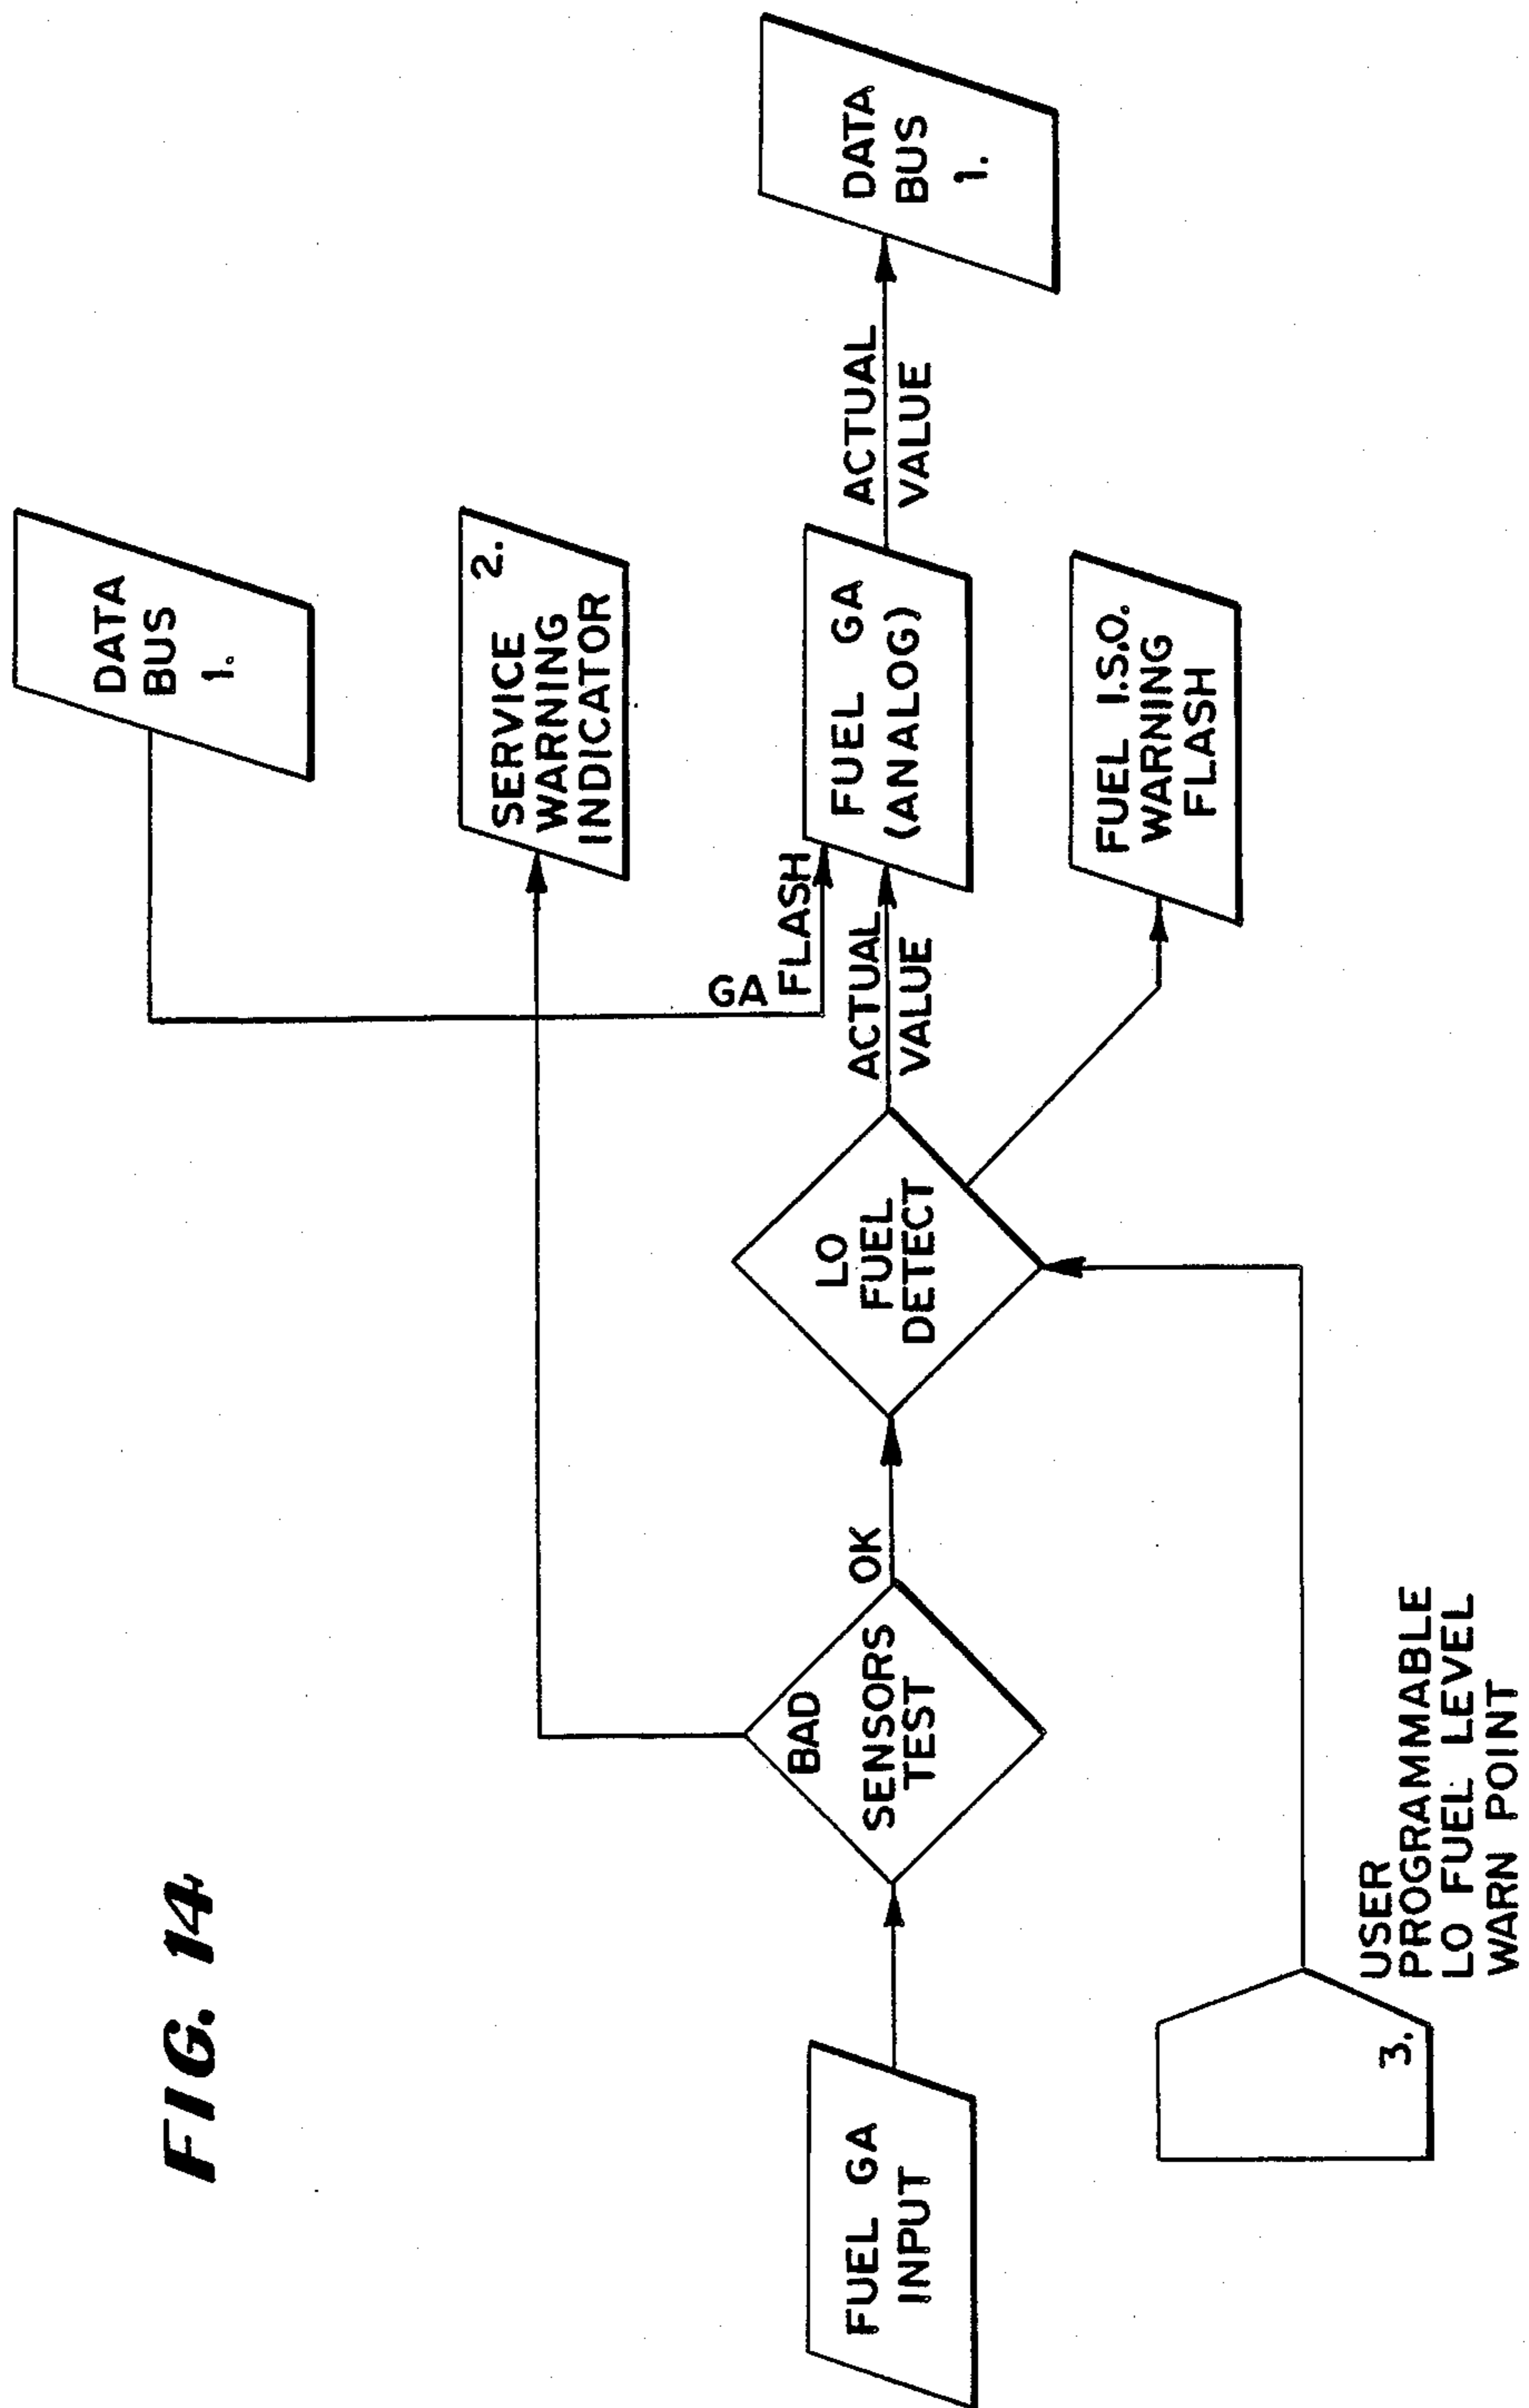 FIG. 14
DATA
BUS
1.
SERVICE 2.
WARNING
INDICATOR
GA FLASH
FUEL GA
INPUT
BAD
SENSORS
TEST
OK
LO
FUEL
DETECT
ACTUAL
VALUE
FUEL GA
(ANALOG)
ACTUAL
VALUE
DATA
BUS
1.
FUEL I.S.O.
WARNING
FLASH
3.
USER
PROGRAMMABLE
LO FUEL LEVEL
WARN POINT